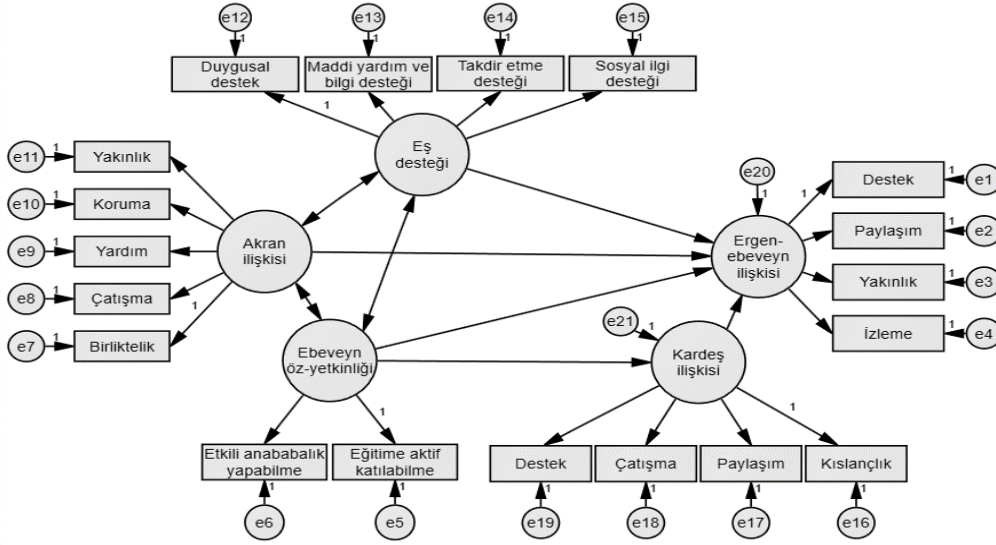 e12
e13
e14
e15
1
1
1
1
Duygusal
destek
Maddi yardım ve
bilgi desteği
Takdir etme
desteği
Sosyal ilgi
desteği
1
Eş
desteği
e11
1
Yakınlık
e10
1
Koruma
e9
1
Yardım
e8
1
Çatışma
e7
1
Birliktelik
1
Akran
ilişkisi
e20
1
Ergen-
ebeveyn
ilişkisi
1
Destek
1
e1
Paylaşım
1
e2
Yakınlık
1
e3
İzleme
1
e4
e21
1
Kardeş
ilişkisi
Ebeveyn
öz-yetkinliği
1
1
Etkili anababalık
yapabilme
Eğitime aktif
katılabilme
1
1
e6
e5
Destek
Çatışma
Paylaşım
Kıslançlık
1
1
1
1
e19
e18
e17
e16